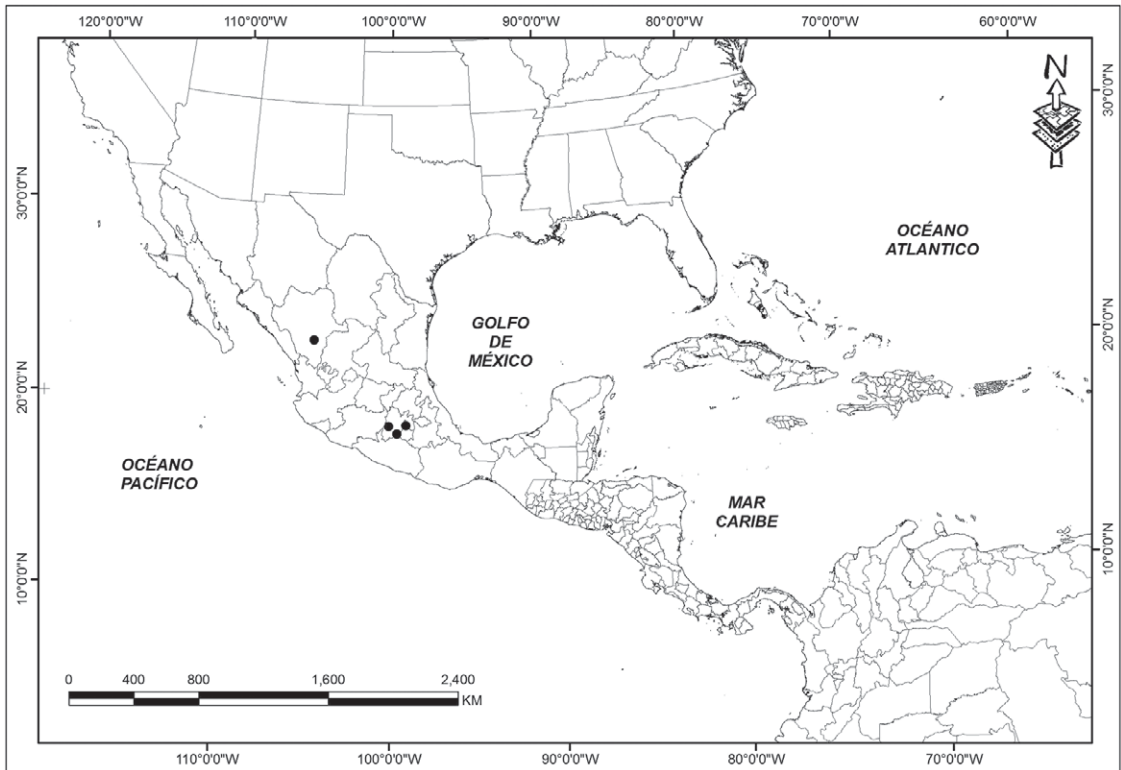 120°0'0"W 110°0'0"W 100°0'0"W 90°0'0"W 80°0'0"W 70°0'0"W 60°0'0"W
N
30°0'0"N
30°0'0"N
OCÉANO
ATLANTICO
GOLFO
DE
MÉXICO
20°0'0"N
20°0'0"N
OCÉANO
PACÍFICO
MAR
CARIBE
10°0'0"N
10°0'0"N
0 400 800 1,600 2,400
KM
110°0'0"W 100°0'0"W 90°0'0"W 80°0'0"W 70°0'0"W